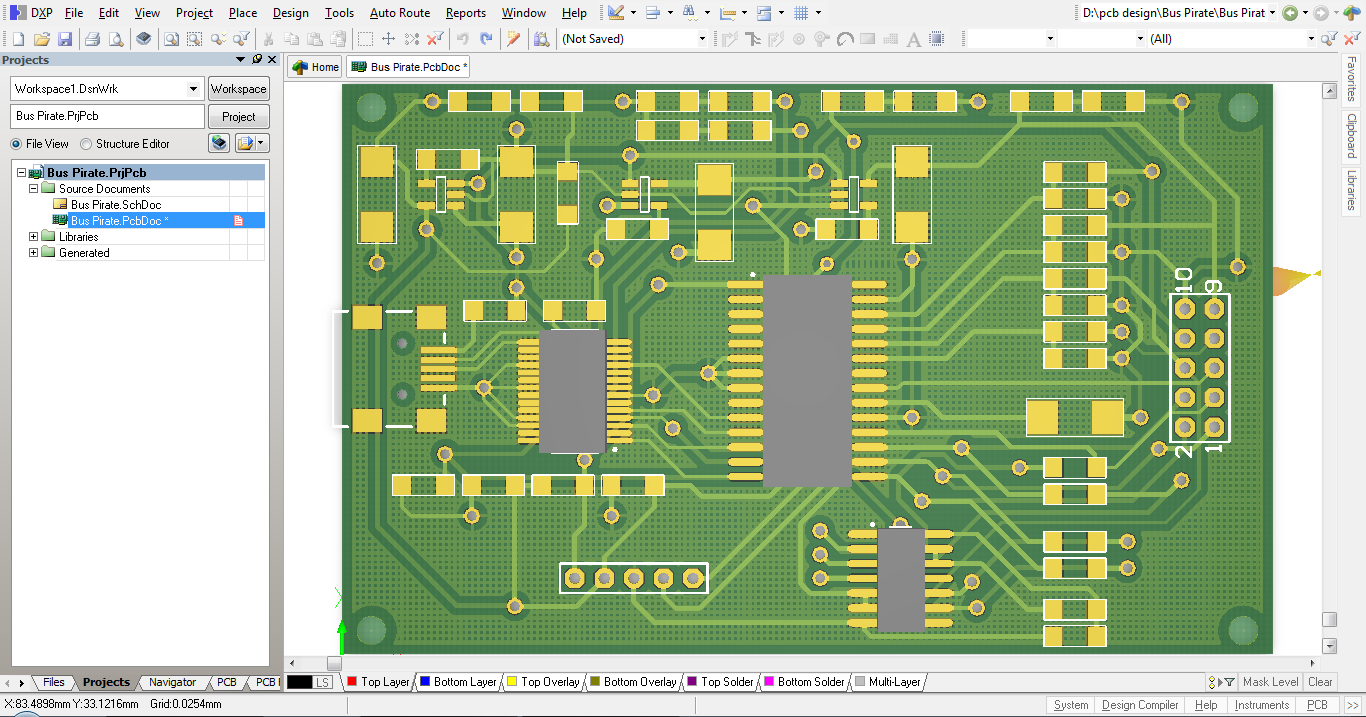 DXP File Edit View Project Place Design Tools Auto Route Reports Window Help D:\pcb design\Bus Pirate\Bus Pirat
(Not Saved) (All)
Projects
Home Bus Pirate.PcbDoc *
Workspace1.DsnWrk Workspace
Bus Pirate.PrjPcb Project
File View Structure Editor
Bus Pirate.PrjPcb
Source Documents
Bus Pirate.SchDoc
Bus Pirate.PcbDoc *
Libraries
Generated
Favorites
Clipboard
Libraries
10 9
2 1
Files Projects Navigator PCB PCB I LS Top Layer Bottom Layer Top Overlay Bottom Overlay Top Solder Bottom Solder Multi-Layer Mask Level Clear
X:83.4898mm Y:33.1216mm Grid:0.0254mm System Design Compiler Help Instruments PCB >>